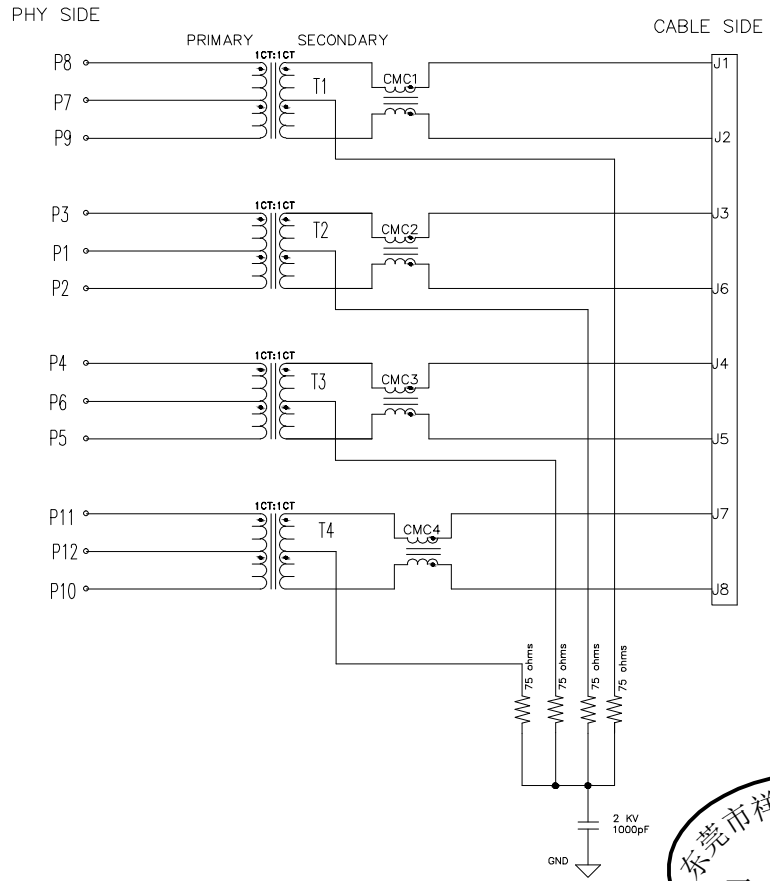 PHY SIDE
CABLE SIDE
PRIMARY
SECONDARY
1CT:1CT
P8
P7
P9
T1
CMC1
J1
J2
1CT:1CT
P3
P1
P2
T2
CMC2
J3
J6
1CT:1CT
P4
P6
P5
T3
CMC3
J4
J5
1CT:1CT
P11
P12
P10
T4
CMC4
J7
J8
75 ohms
75 ohms
75 ohms
75 ohms
2 KV
1000pF
GND
东莞市祥